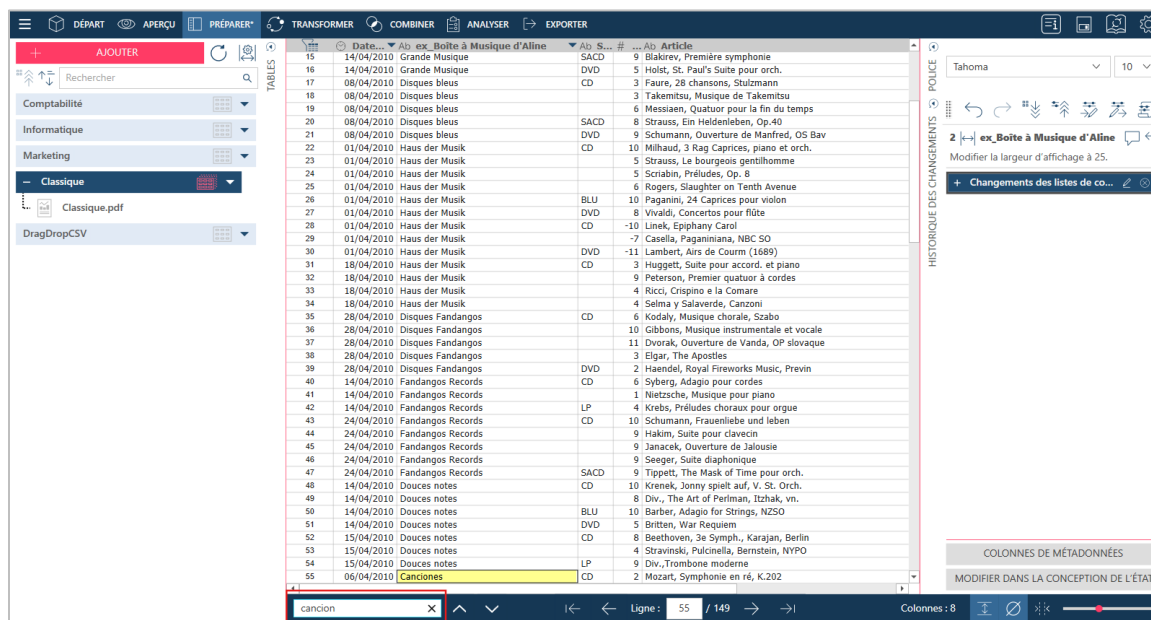 DÉPART APERÇU PRÉPARER* TRANSFORMER COMBINER ANALYSER EXPORTER
AJOUTER
Rechercher
Comptabilité
Informatique
Marketing
Classique
Classique.pdf
DragDropCSV
TABLES
Date... Ab ex_Boîte à Musique d'Aline Ab S... # ... Ab Article
15 14/04/2010 Grande Musique SACD 9 Blakirev, Première symphonie
16 14/04/2010 Grande Musique DVD 5 Holst, St. Paul's Suite pour orch.
17 08/04/2010 Disques bleus CD 3 Faure, 28 chansons, Stulzmann
18 08/04/2010 Disques bleus 3 Takemitsu, Musique de Takemitsu
19 08/04/2010 Disques bleus 6 Messiaen, Quatuor pour la fin du temps
20 08/04/2010 Disques bleus SACD 8 Strauss, Ein Heldenleben, Op.40
21 08/04/2010 Disques bleus DVD 9 Schumann, Ouverture de Manfred, OS Bav
22 01/04/2010 Haus der Musik CD 10 Milhaud, 3 Rag Caprices, piano et orch.
23 01/04/2010 Haus der Musik 5 Strauss, Le bourgeois gentilhomme
24 01/04/2010 Haus der Musik 5 Scriabin, Préludes, Op. 8
25 01/04/2010 Haus der Musik 6 Rogers, Slaughter on Tenth Avenue
26 01/04/2010 Haus der Musik BLU 10 Paganini, 24 Caprices pour violon
27 01/04/2010 Haus der Musik DVD 8 Vivaldi, Concertos pour flûte
28 01/04/2010 Haus der Musik CD -10 Linek, Epiphany Carol
29 01/04/2010 Haus der Musik -7 Casella, Paganiniana, NBC SO
30 01/04/2010 Haus der Musik DVD -11 Lambert, Airs de Courm (1689)
31 18/04/2010 Haus der Musik CD 3 Huggett, Suite pour accord. et piano
32 18/04/2010 Haus der Musik 9 Peterson, Premier quatuor à cordes
33 18/04/2010 Haus der Musik 4 Ricci, Crispino e la Comare
34 18/04/2010 Haus der Musik 4 Selma y Salaverde, Canzoni
35 28/04/2010 Disques Fandangos CD 6 Kodaly, Musique chorale, Szabo
36 28/04/2010 Disques Fandangos 10 Gibbons, Musique instrumentale et vocale
37 28/04/2010 Disques Fandangos 11 Dvorak, Ouverture de Vanda, OP slovaque
38 28/04/2010 Disques Fandangos 3 Elgar, The Apostles
39 28/04/2010 Disques Fandangos DVD 2 Haendel, Royal Fireworks Music, Previn
40 14/04/2010 Fandangos Records CD 6 Syberg, Adagio pour cordes
41 14/04/2010 Fandangos Records 1 Nietzsche, Musique pour piano
42 14/04/2010 Fandangos Records LP 4 Krebs, Préludes choraux pour orgue
43 24/04/2010 Fandangos Records CD 10 Schumann, Frauenliebe und leben
44 24/04/2010 Fandangos Records 9 Hakim, Suite pour clavecin
45 24/04/2010 Fandangos Records 9 Janacek, Ouverture de Jalousie
46 24/04/2010 Fandangos Records 9 Seeger, Suite diaphonique
47 24/04/2010 Fandangos Records SACD 9 Tippett, The Mask of Time pour orch.
48 14/04/2010 Douces notes CD 10 Krenek, Jonny spielt auf, V. St. Orch.
49 14/04/2010 Douces notes 8 Div., The Art of Perlman, Itzhak, vn.
50 14/04/2010 Douces notes BLU 10 Barber, Adagio for Strings, NZSO
51 14/04/2010 Douces notes DVD 5 Britten, War Requiem
52 15/04/2010 Douces notes CD 8 Beethoven, 3e Symph., Karajan, Berlin
53 15/04/2010 Douces notes 4 Stravinski, Pulcinella, Bernstein, NYPO
54 15/04/2010 Douces notes LP 9 Div.,Trombone moderne
55 06/04/2010 Canciones CD 2 Mozart, Symphonie en ré, K.202
POLICE
Tahoma 10
HISTORIQUE DES CHANGEMENTS
2 ex_Boîte à Musique d'Aline
Modifier la largeur d'affichage à 25.
+ Changements des listes de co...
COLONNES DE MÉTADONNÉES
MODIFIER DANS LA CONCEPTION DE L'ÉTAT
cancion Ligne : 55 / 149 Colonnes : 8